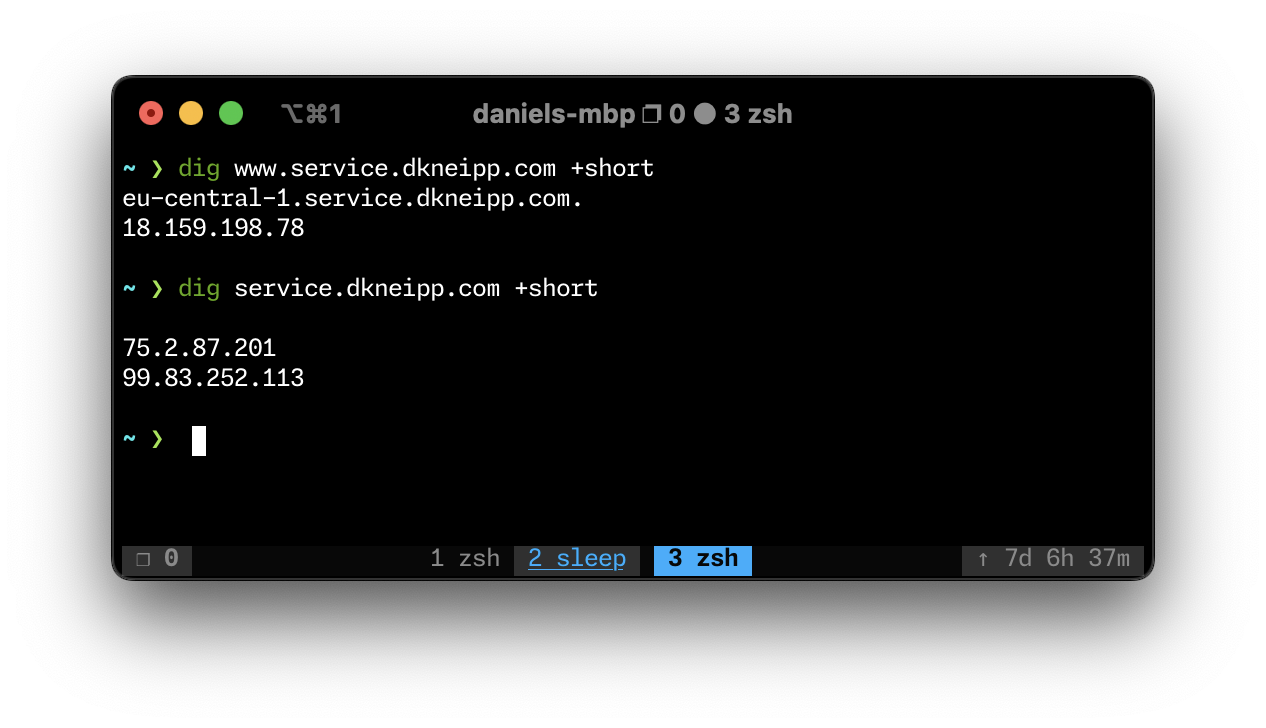 ⌥⌘1 daniels-mbp ❐ 0 ● 3 zsh
~ ❯ dig www.service.dkneipp.com +short
eu-central-1.service.dkneipp.com.
18.159.198.78
~ ❯ dig service.dkneipp.com +short
75.2.87.201
99.83.252.113
~ ❯
❐ 0 1 zsh 2 sleep 3 zsh ↑ 7d 6h 37m